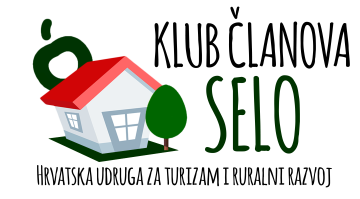 KLUB ČLANOVA
SELO
HRVATSKA UDRUGA ZA TURIZAM I RURALNI RAZVOJ